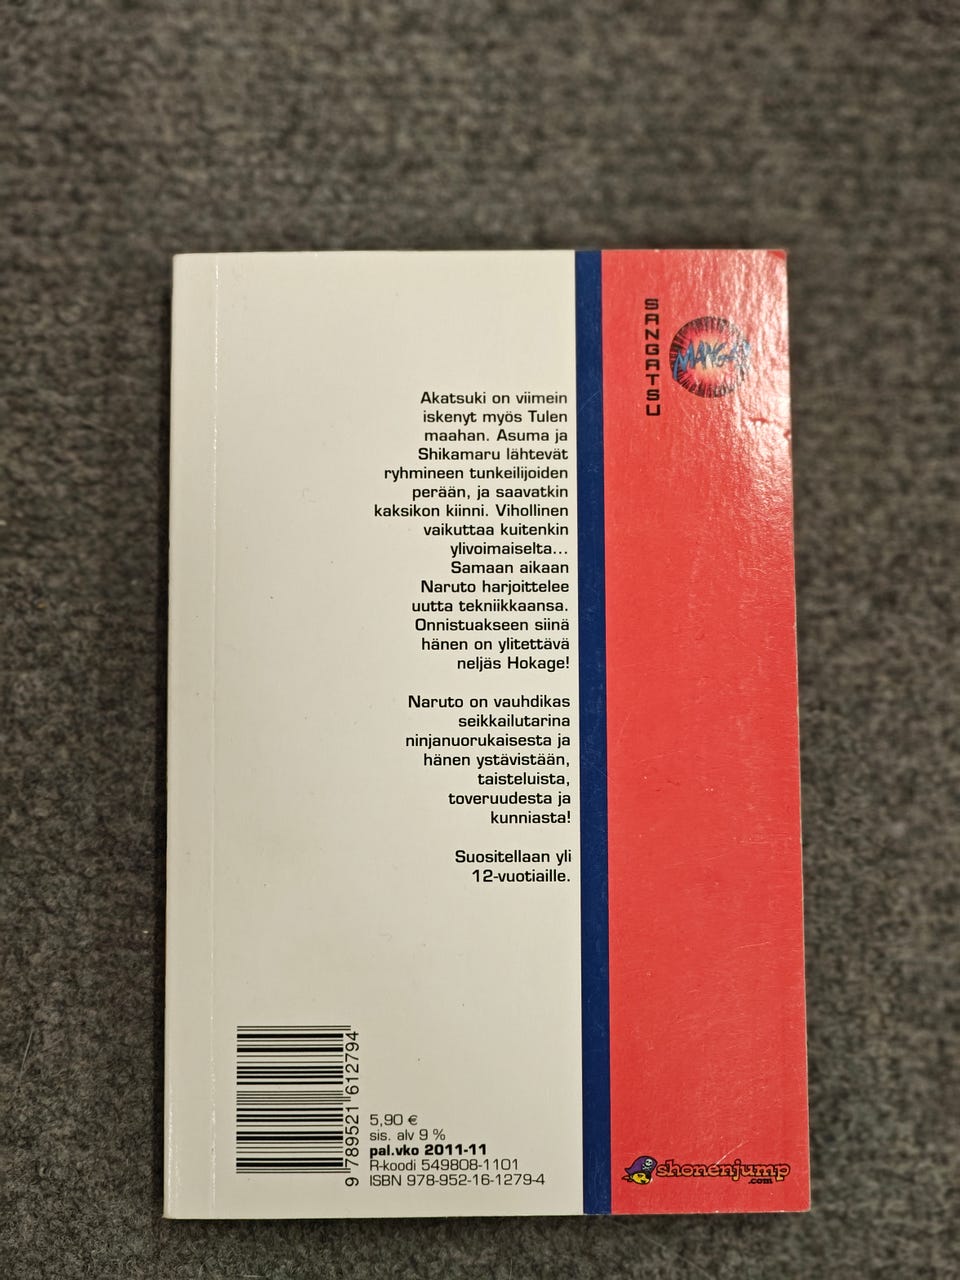 SANGATSU
MANGA
Akatsuki on viimein
iskenyt myös Tulen
maahan. Asuma ja
Shikamaru lähtevät
ryhmineen tunkeilijoiden
perään, ja saavatkin
kaksikon kiinni. Vihollinen
vaikuttaa kuitenkin
ylivoimaiselta...
Samaan aikaan
Naruto harjoittelee
uutta tekniikkaansa.
Onnistuakseen siinä
hänen on ylitettävä
neljäs Hokage!
Naruto on vauhdikas
seikkailutarina
ninjanuorukaisesta ja
hänen ystävistään,
taisteluista,
toveruudesta ja
kunniasta!
Suositellaan yli
12-vuotiaille.
9 789521 612794
5,90 €
sis. alv 9 %
pal.vko 2011-11
R-koodi 549808-1101
ISBN 978-952-16-1279-4
shonenjump
.com